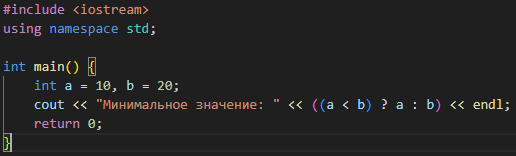 #include <iostream>
using namespace std;
int main() {
int a = 10, b = 20;
cout << "Минимальное значение: " << ((a < b) ? a : b) << endl;
return 0;
}